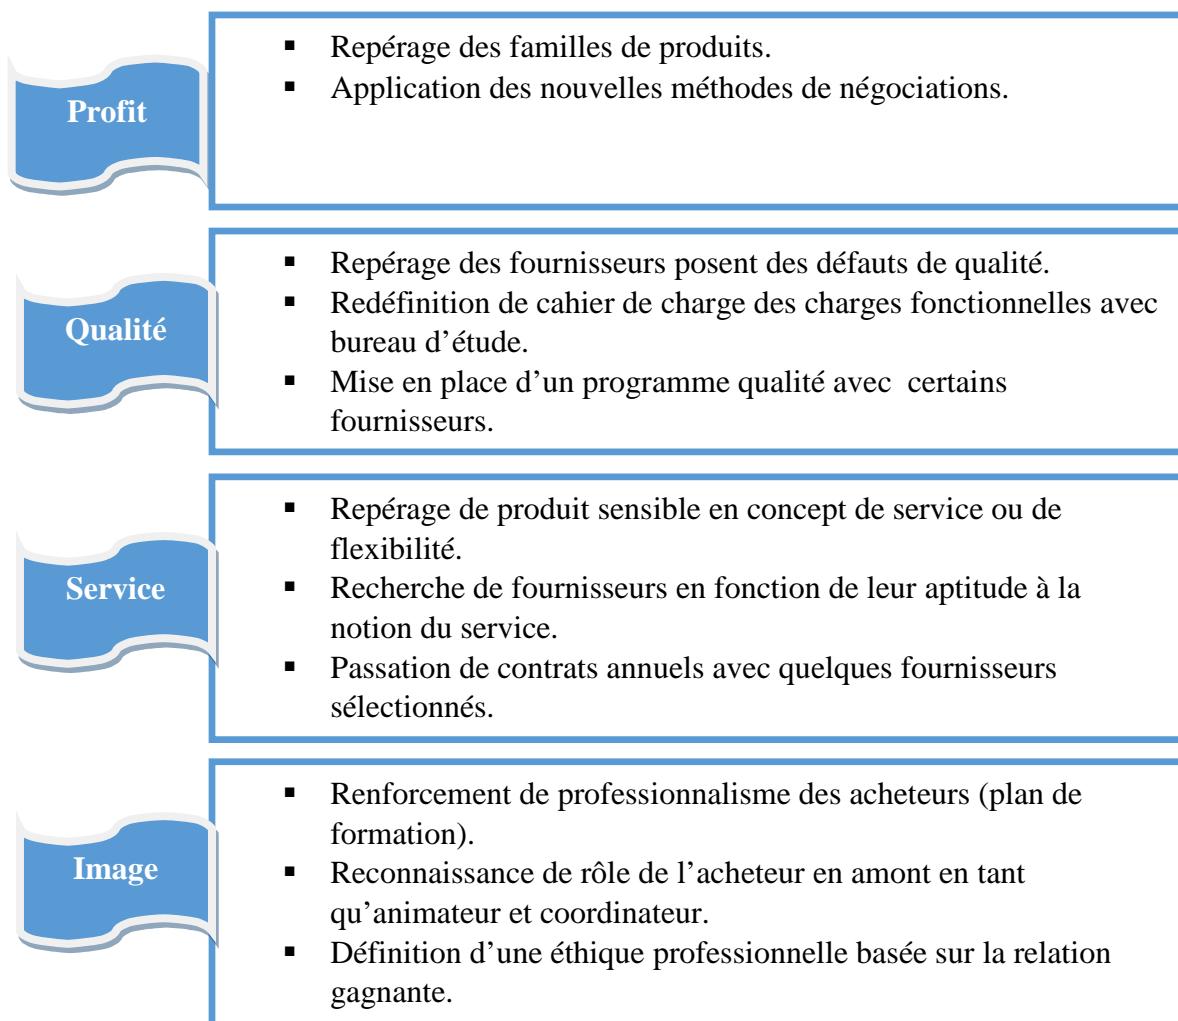 Profit
▪ Repérage des familles de produits.
▪ Application des nouvelles méthodes de négociations.
Qualité
▪ Repérage des fournisseurs posent des défauts de qualité.
▪ Redéfinition de cahier de charge des charges fonctionnelles avec
bureau d’étude.
▪ Mise en place d’un programme qualité avec  certains
fournisseurs.
Service
▪ Repérage de produit sensible en concept de service ou de
flexibilité.
▪ Recherche de fournisseurs en fonction de leur aptitude à la
notion du service.
▪ Passation de contrats annuels avec quelques fournisseurs
sélectionnés.
Image
▪ Renforcement de professionnalisme des acheteurs (plan de
formation).
▪ Reconnaissance de rôle de l’acheteur en amont en tant
qu’animateur et coordinateur.
▪ Définition d’une éthique professionnelle basée sur la relation
gagnante.